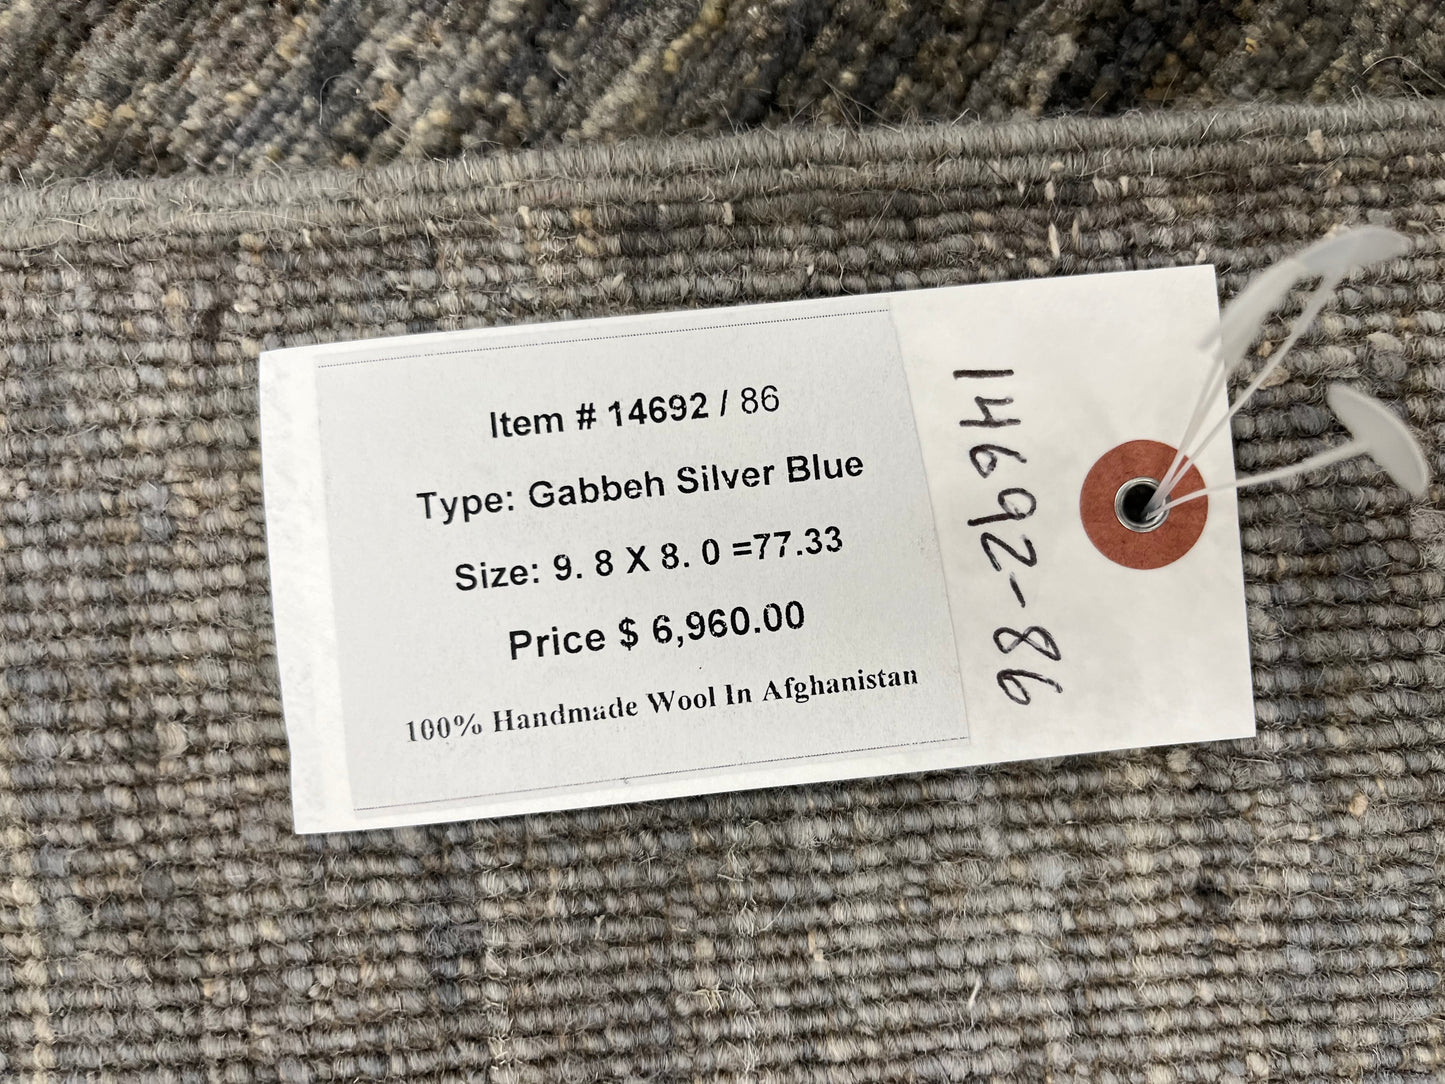 Item # 14692 / 86
Type: Gabbeh Silver Blue
Size: 9. 8 X 8. 0 =77.33
Price $ 6,960.00
100% Handmade Wool In Afghanistan
14692-86